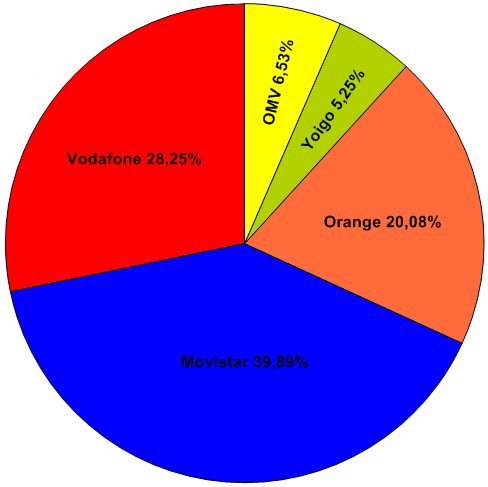 OMV 6,53%
Yoigo 5,25%
Vodafone 28,25%
Orange 20,08%
Movistar 39,89%